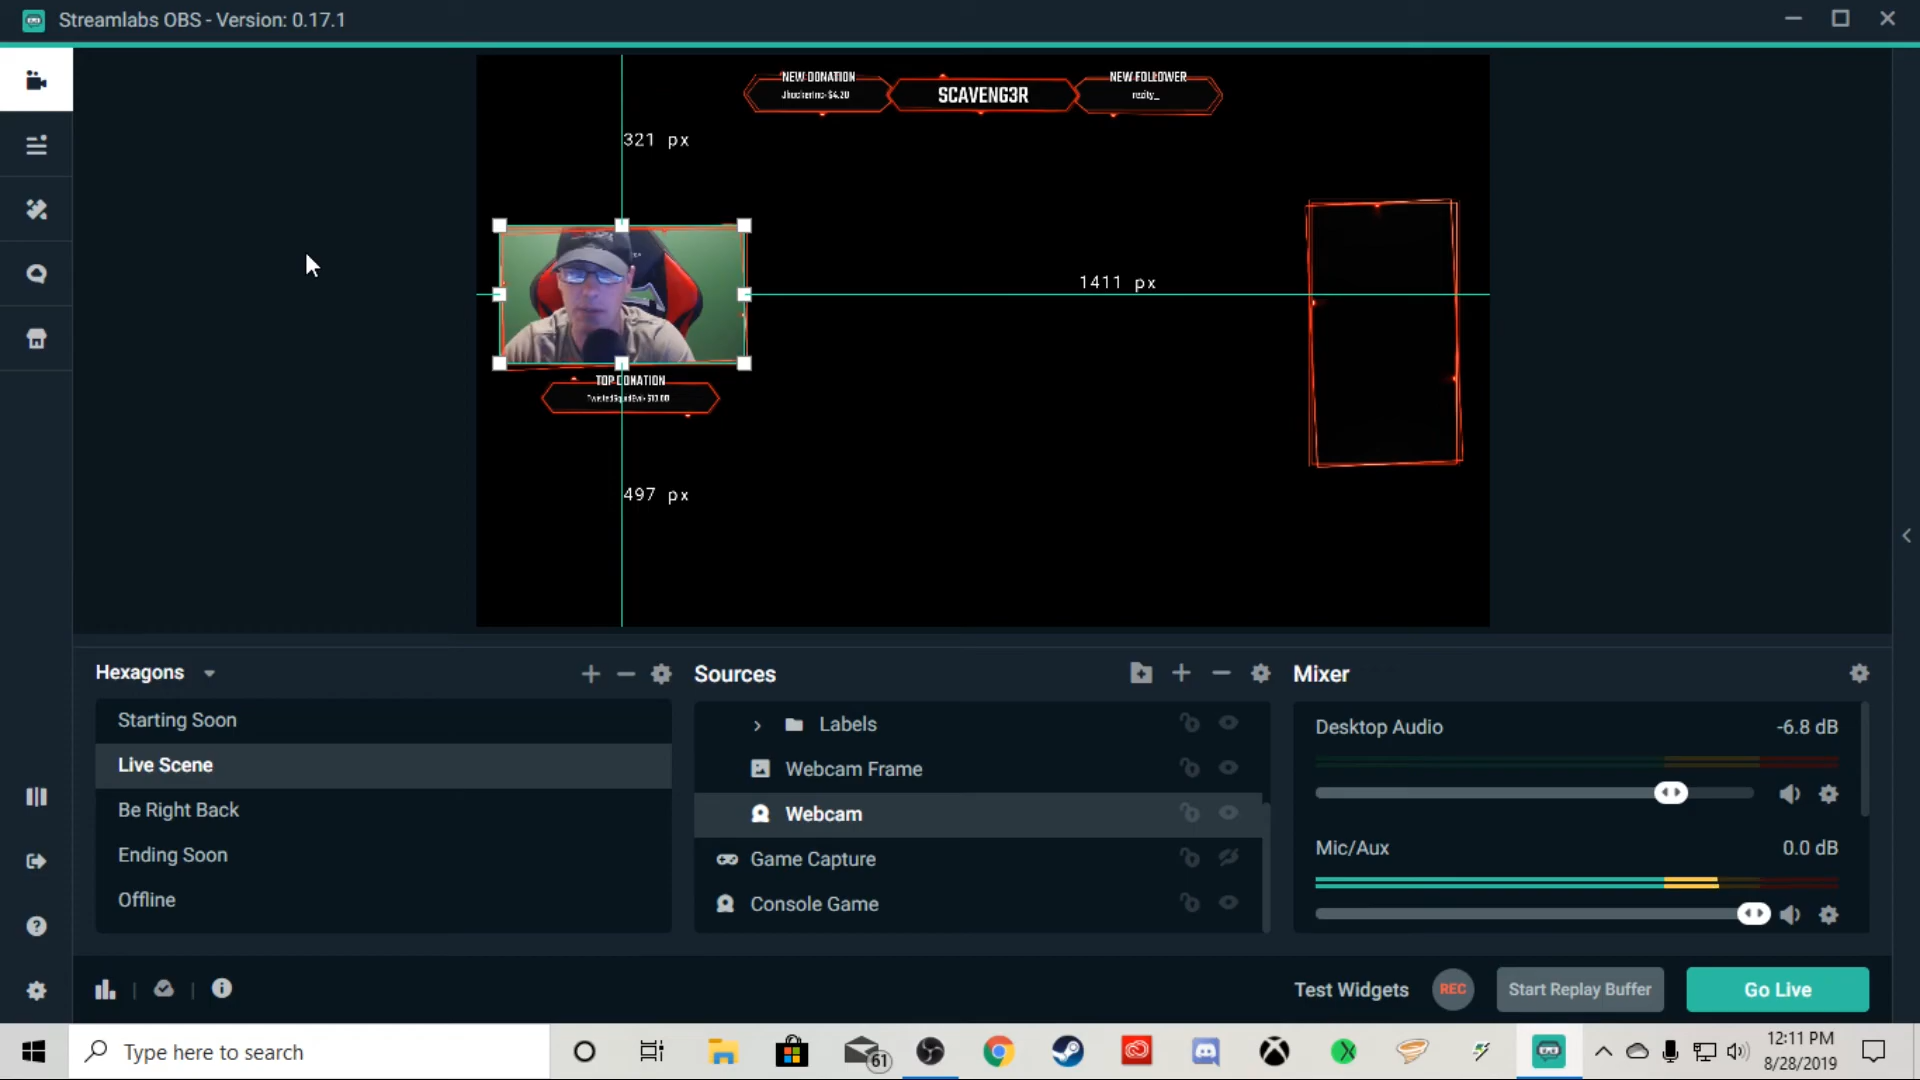 Streamlabs OBS - Version: 0.17.1
NEW DONATION
SCAVENG3R
NEW FOLLOWER
rezity_
321 px
1411 px
TOP DONATION
497 px
Hexagons
Starting Soon
Live Scene
Be Right Back
Ending Soon
Offline
Sources
Labels
Webcam Frame
Webcam
Game Capture
Console Game
Mixer
Desktop Audio -6.8 dB
Mic/Aux 0.0 dB
Test Widgets
REC
Start Replay Buffer
Go Live
Type here to search
61
12:11 PM
8/28/2019